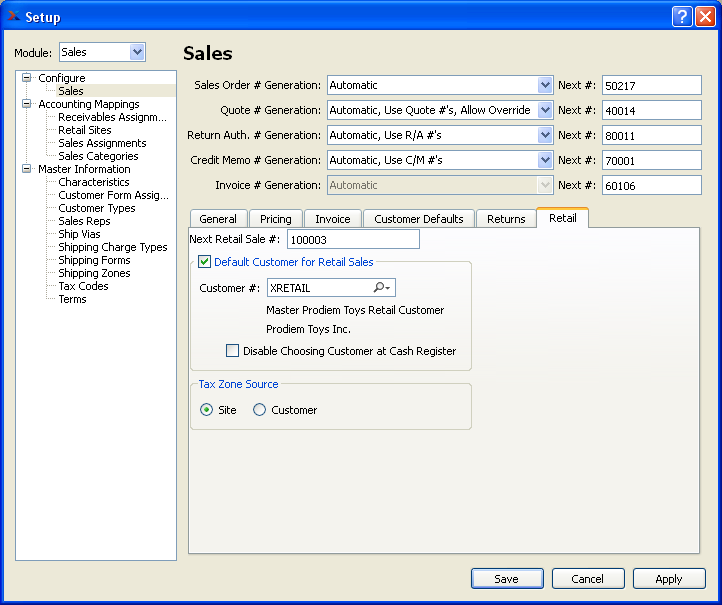 Setup
Module: Sales
Configure
Sales
Accounting Mappings
Receivables Assignm...
Retail Sites
Sales Assignments
Sales Categories
Master Information
Characteristics
Customer Form Assig...
Customer Types
Sales Reps
Ship Vias
Shipping Charge Types
Shipping Forms
Shipping Zones
Tax Codes
Terms
Sales
Sales Order # Generation: Automatic Next #: 50217
Quote # Generation: Automatic, Use Quote #'s, Allow Override Next #: 40014
Return Auth. # Generation: Automatic, Use R/A #'s Next #: 80011
Credit Memo # Generation: Automatic, Use C/M #'s Next #: 70001
Invoice # Generation: Automatic Next #: 60106
General Pricing Invoice Customer Defaults Returns Retail
Next Retail Sale #: 100003
Default Customer for Retail Sales
Customer #: XRETAIL
Master Prodiem Toys Retail Customer
Prodiem Toys Inc.
Disable Choosing Customer at Cash Register
Tax Zone Source
Site Customer
Save Cancel Apply